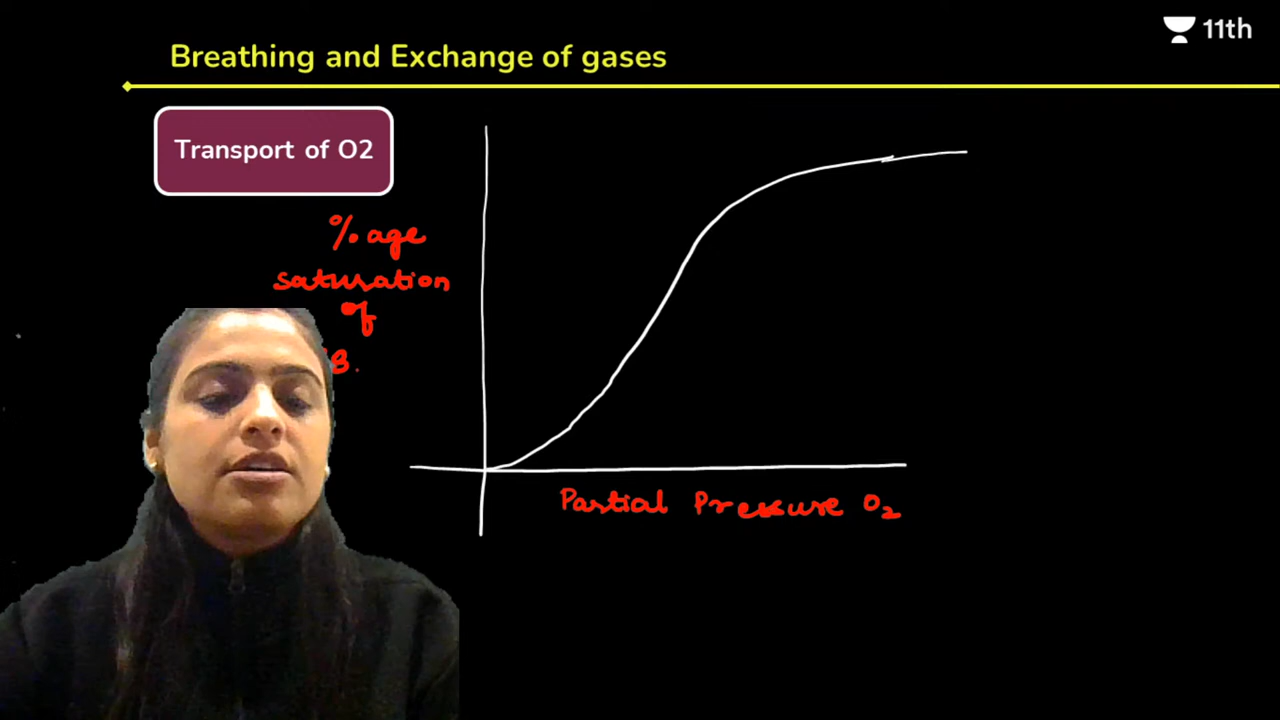 11th
Breathing and Exchange of gases
Transport of O2
% age
saturation
of
Partial Pressure O2